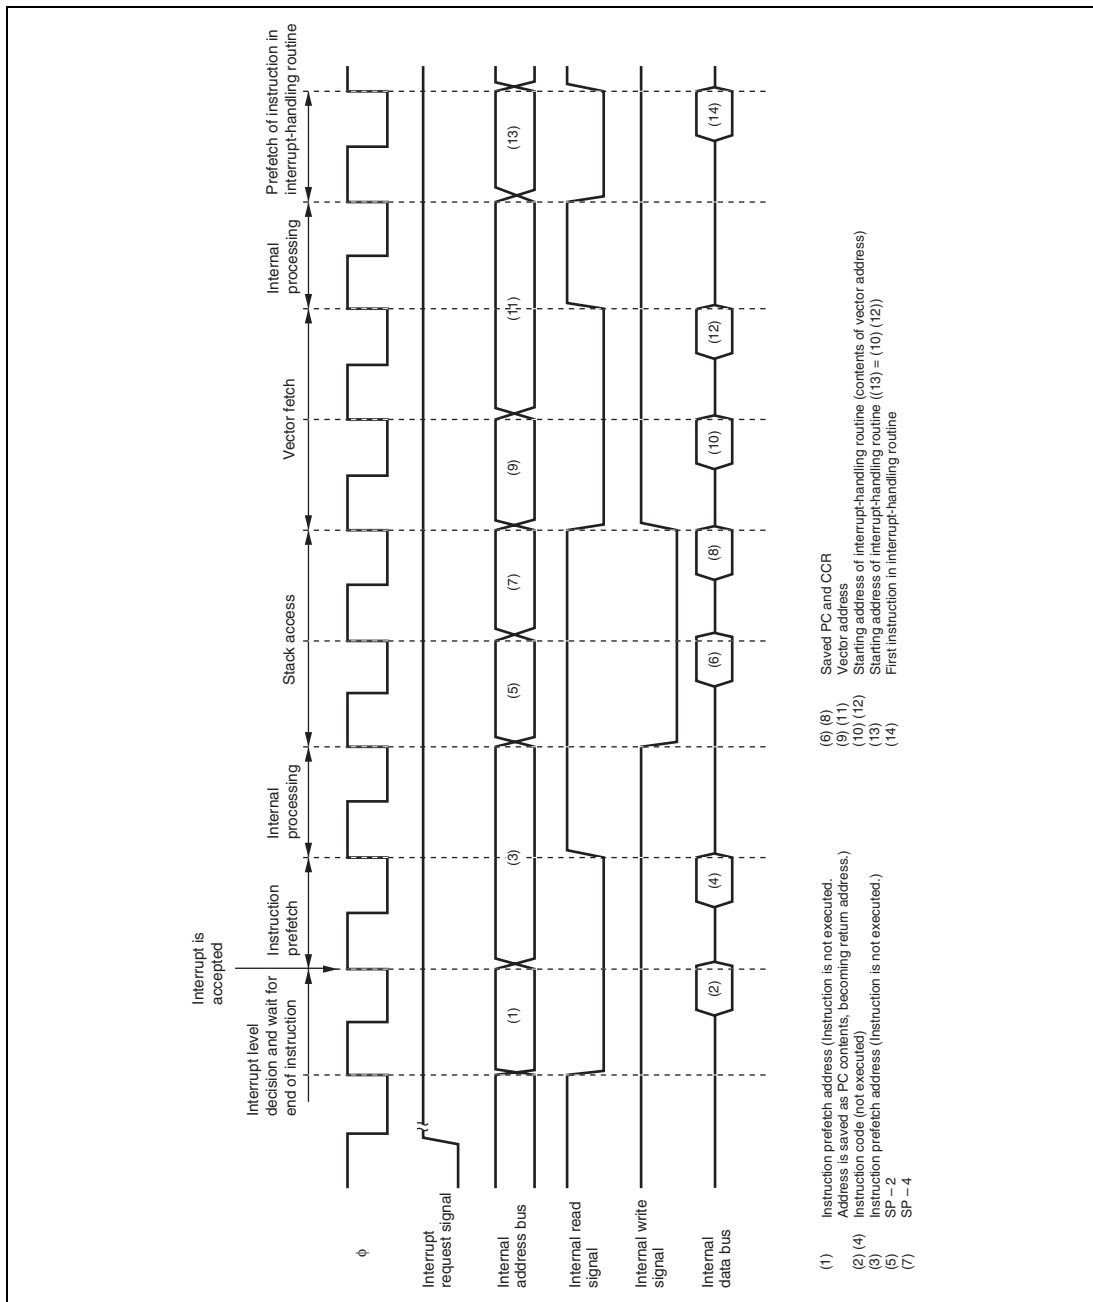 Interrupt is
accepted
Interrupt level
decision and wait for
end of instruction
Instruction
prefetch
Internal
processing
Stack access
Vector fetch
Internal
processing
Prefetch of instruction in
interrupt-handling routine
φ
Interrupt
request signal
Internal
address bus
(1)
(3)
(5)
(7)
(9)
(11)
(13)
Internal read
signal
Internal write
signal
Internal
data bus
(2)
(4)
(6)
(8)
(10)
(12)
(14)
(1) Instruction prefetch address (Instruction is not executed.
Address is saved as PC contents, becoming return address.)
(2) (4) Instruction code (not executed)
(3) Instruction prefetch address (Instruction is not executed.)
(5) SP – 2
(7) SP – 4
(6) (8) Saved PC and CCR
(9) (11) Vector address
(10) (12) Starting address of interrupt-handling routine (contents of vector address)
(13) Starting address of interrupt-handling routine ((13) = (10) (12))
(14) First instruction in interrupt-handling routine